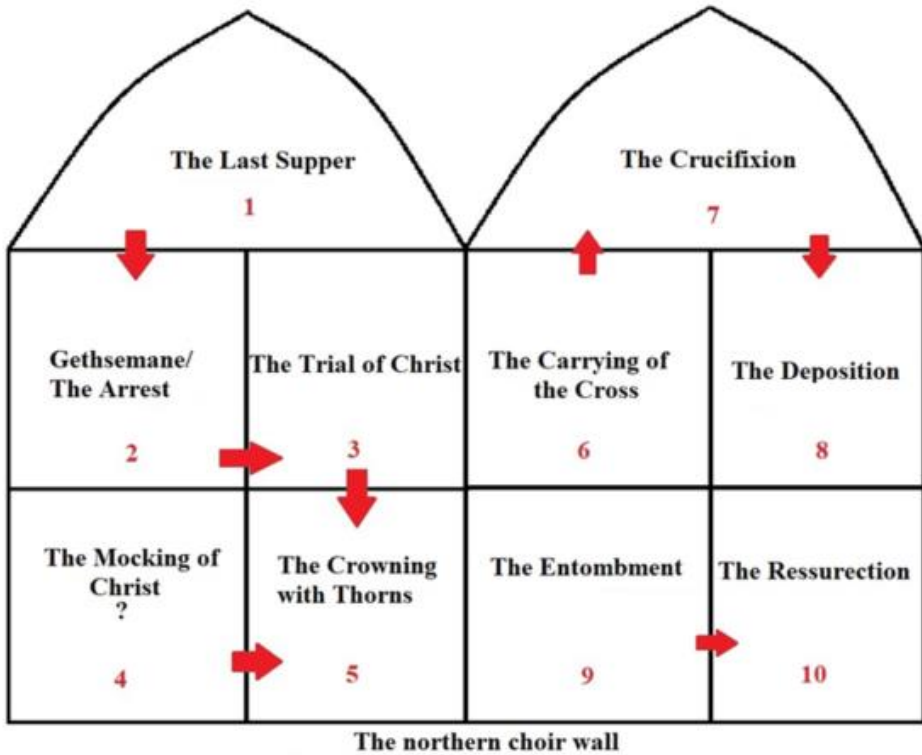 The Last Supper
1
The Crucifixion
7
Gethsemane/
The Arrest
2
The Trial of Christ
3
The Carrying of
the Cross
6
The Deposition
8
The Mocking of
Christ
?
4
The Crowning
with Thorns
5
The Entombment
9
The Ressurection
10
The northern choir wall